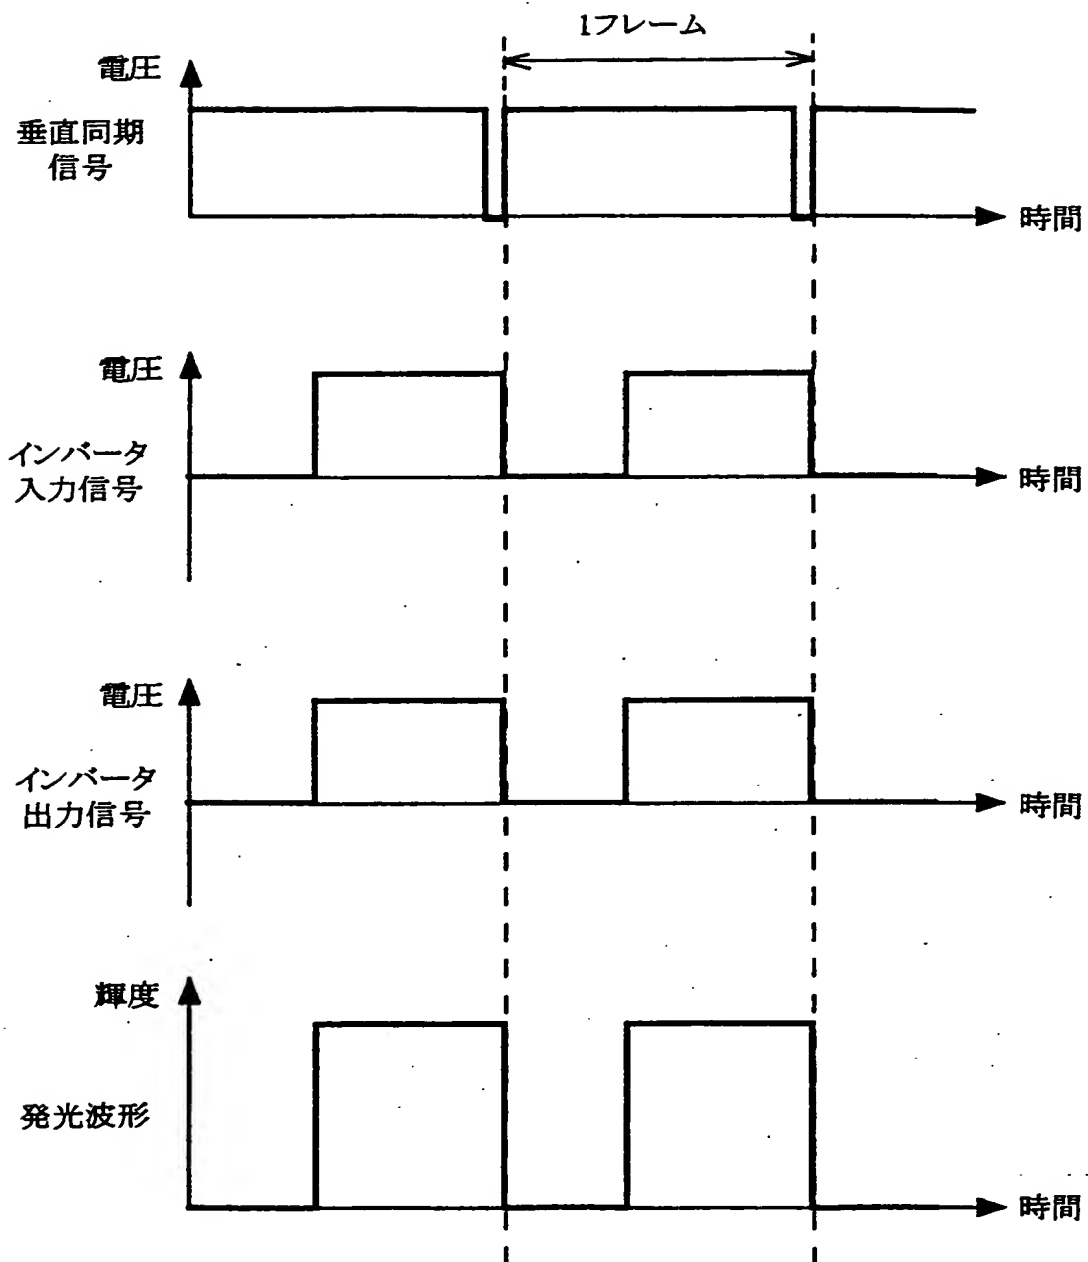 1フレーム
電圧
垂直同期
信号
時間
電圧
インバータ
入力信号
時間
電圧
インバータ
出力信号
時間
輝度
発光波形
時間